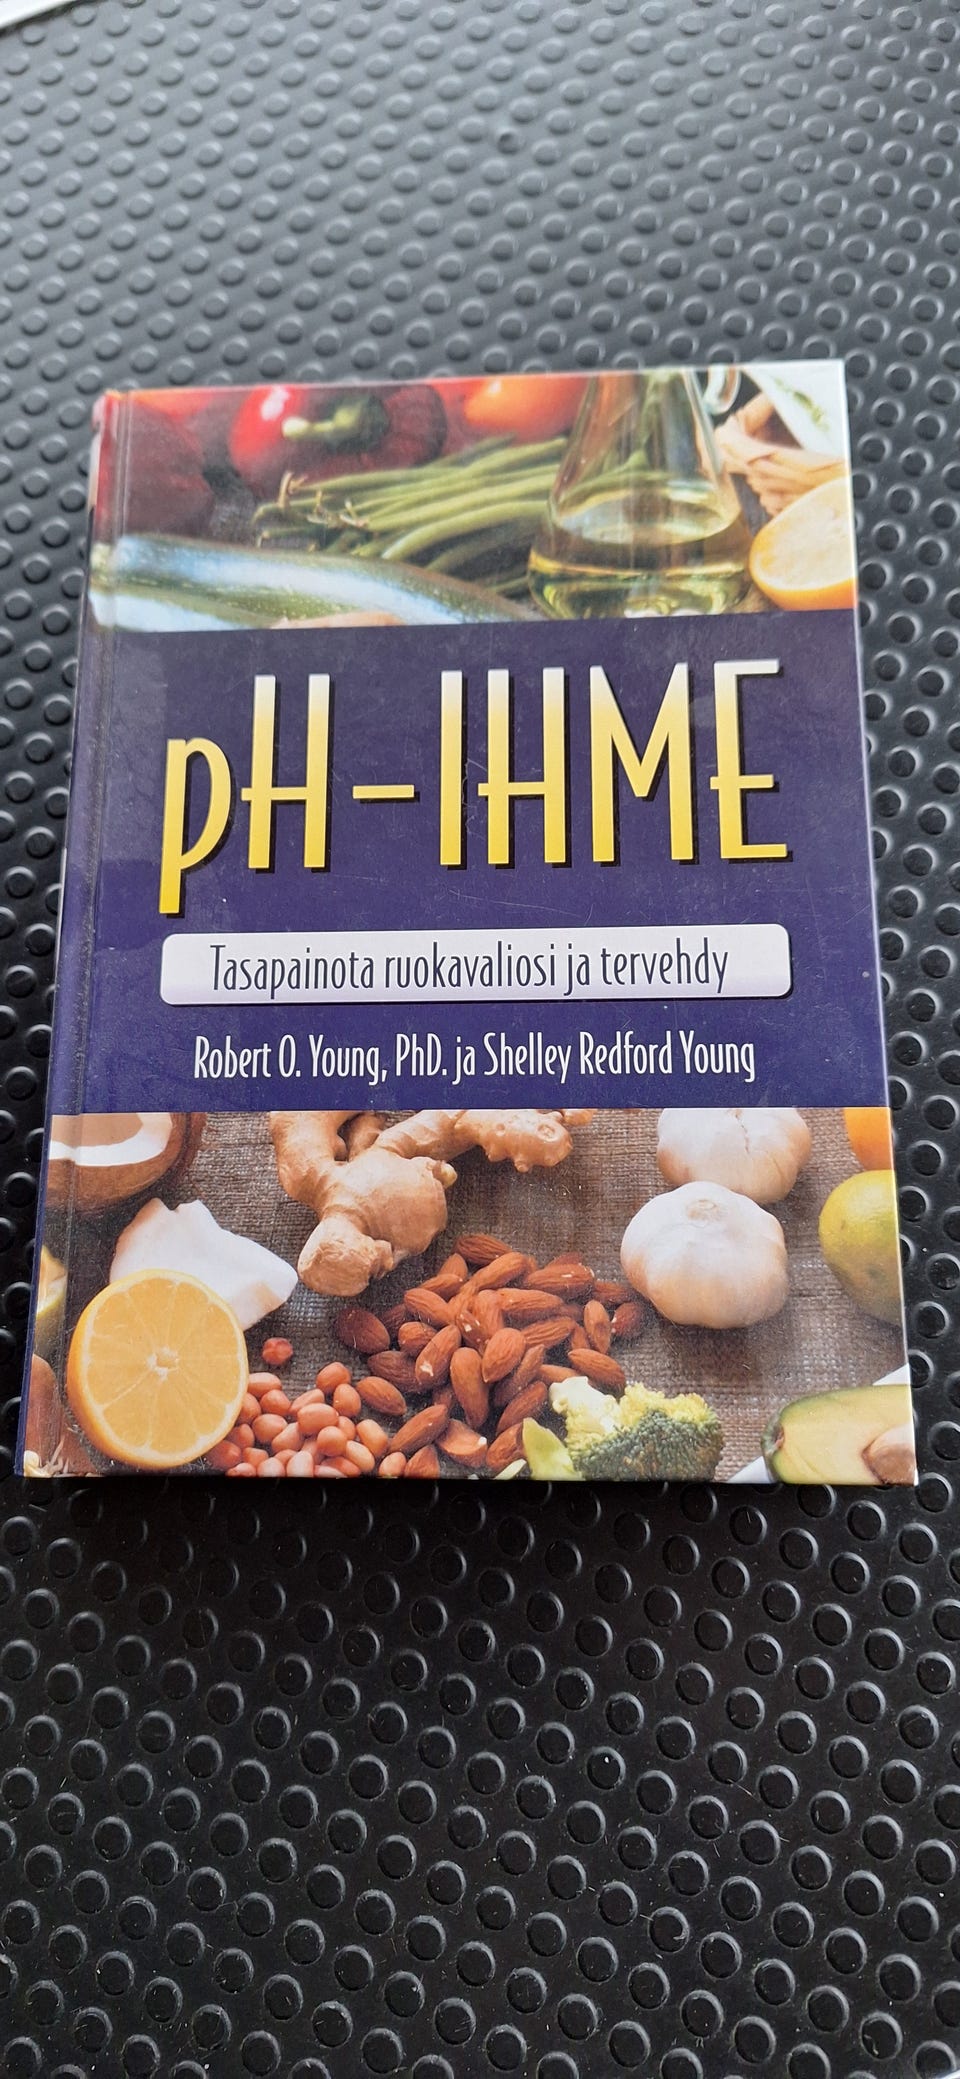 pH-IHME
Tasapainota ruokavaliosi ja tervehdy
Robert O. Young, PhD. ja Shelley Redford Young